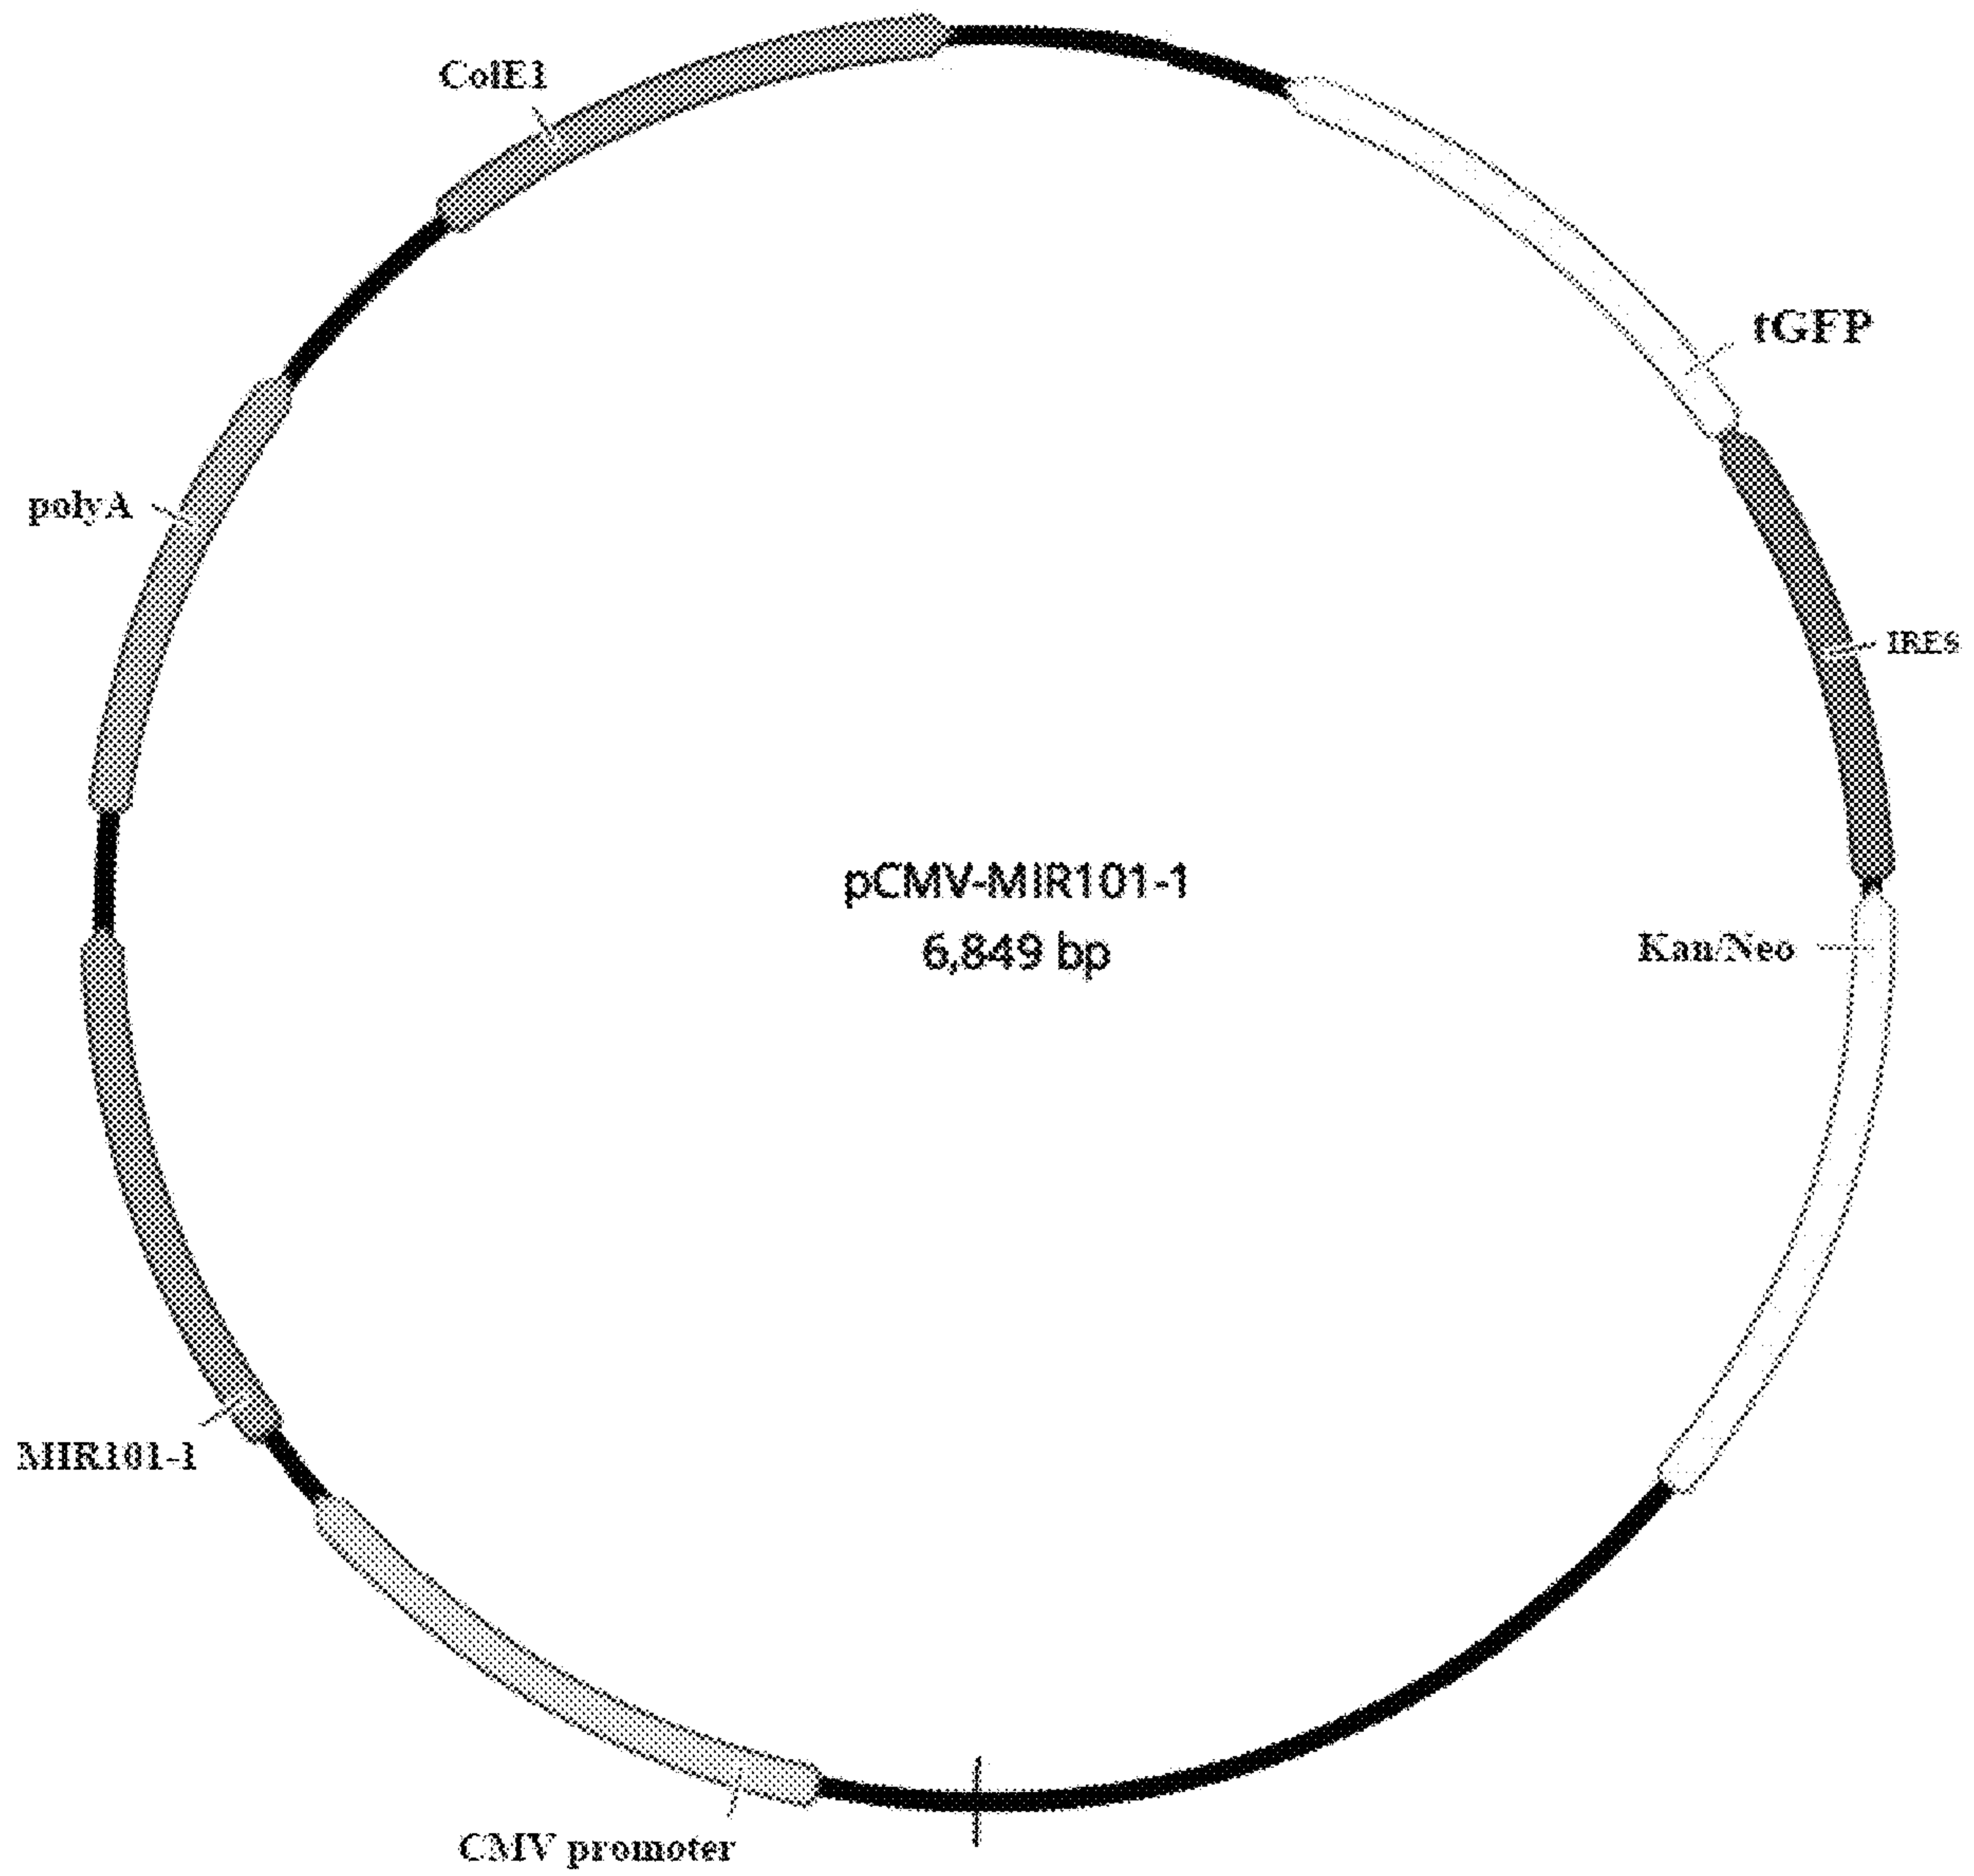 ColE1
tGFP
polyA
IRES
pCMV-MIR101-1
6,849 bp
Kan/Neo
MIR101-1
CMV promoter